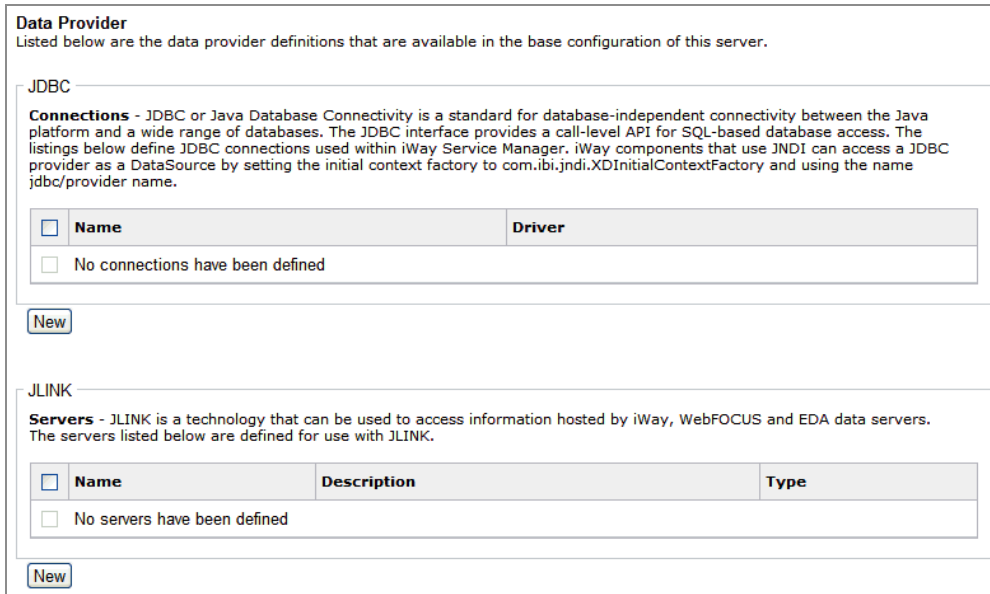 Data Provider
Listed below are the data provider definitions that are available in the base configuration of this server.
JDBC
Connections - JDBC or Java Database Connectivity is a standard for database-independent connectivity between the Java
platform and a wide range of databases. The JDBC interface provides a call-level API for SQL-based database access. The
listings below define JDBC connections used within iWay Service Manager. iWay components that use JNDI can access a JDBC
provider as a DataSource by setting the initial context factory to com.ibi.jndi.XDInitialContextFactory and using the name
jdbc/provider name.
Name Driver
No connections have been defined
New
JLINK
Servers - JLINK is a technology that can be used to access information hosted by iWay, WebFOCUS and EDA data servers.
The servers listed below are defined for use with JLINK.
Name Description Type
No servers have been defined
New